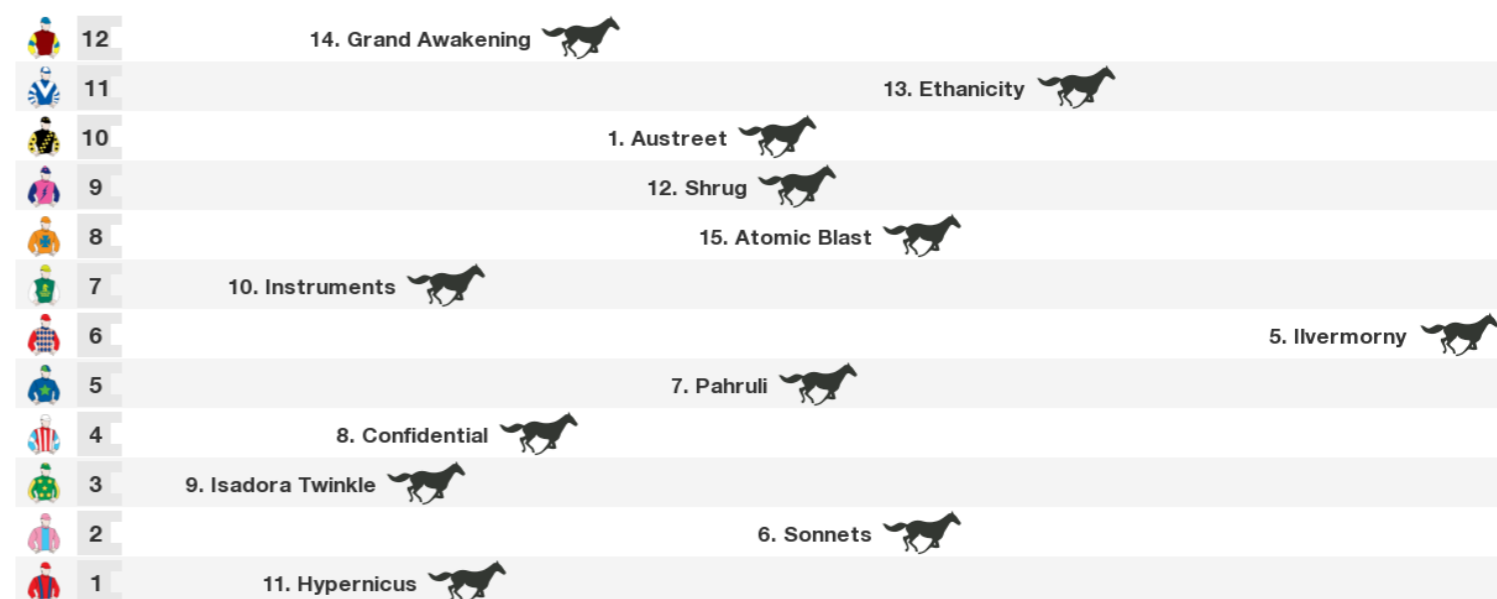 12 14. Grand Awakening
11 13. Ethanicity
10 1. Austreet
9 12. Shrug
8 15. Atomic Blast
7 10. Instruments
6 5. Ilvermorny
5 7. Pahruli
4 8. Confidential
3 9. Isadora Twinkle
2 6. Sonnets
1 11. Hypernicus